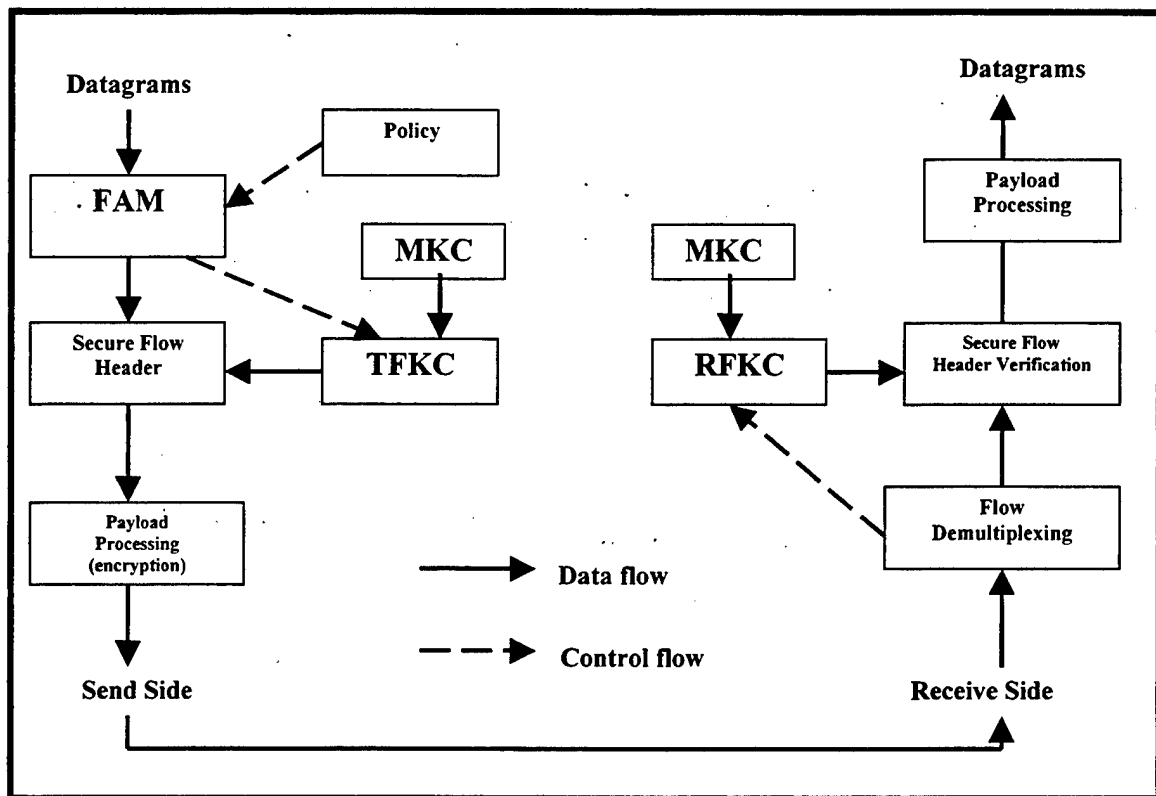 Datagrams
Datagrams
Policy
FAM
Payload
Processing
MKC
MKC
Secure Flow
Header
TFKC
RFKC
Secure Flow
Header Verification
Payload
Processing
(encryption)
Flow
Demultiplexing
Data flow
Control flow
Send Side
Receive Side